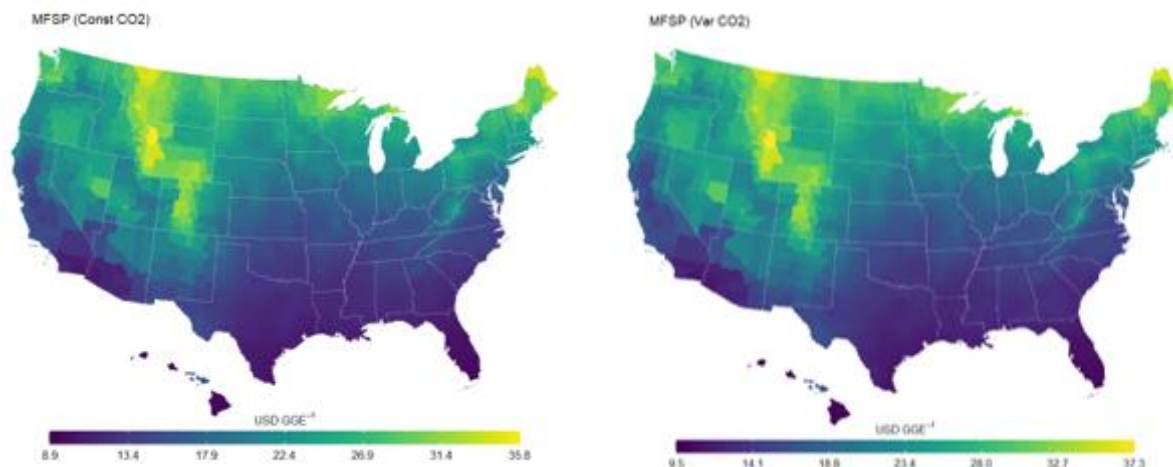 MFSP (Const CO2)
MFSP (Var CO2)
USD GGE⁻¹
8.9 13.4 17.9 22.4 26.9 31.4 35.8
USD GGE⁻¹
9.5 14.1 18.8 23.4 28.0 32.7 37.3